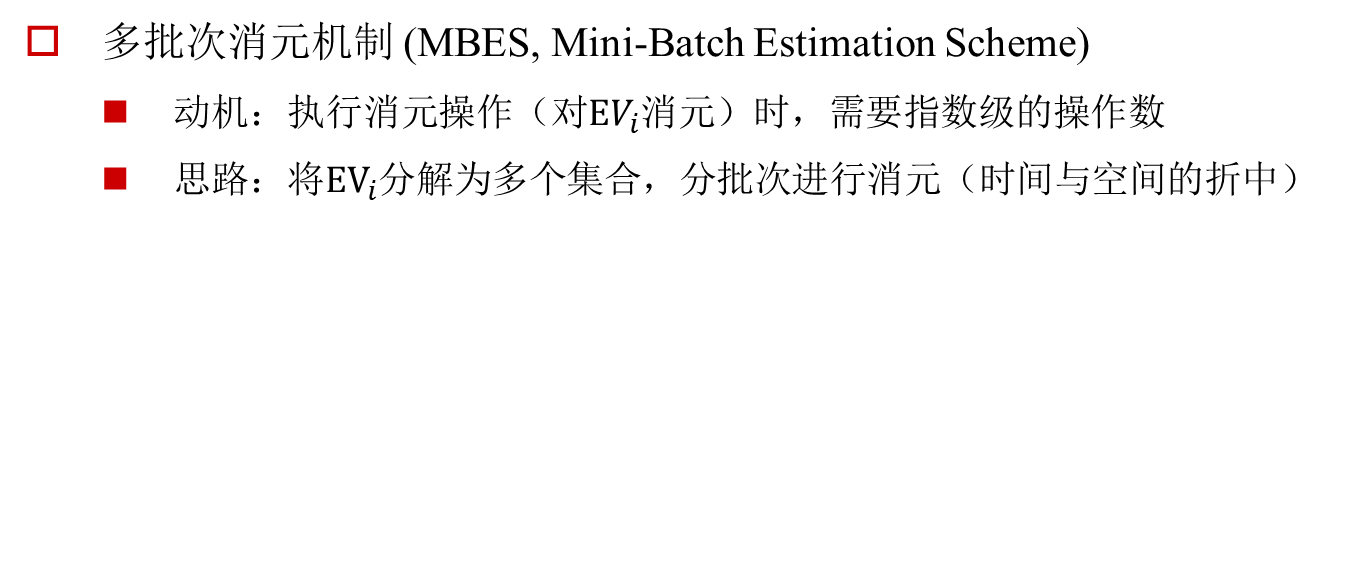 多批次消元机制 (MBES, Mini-Batch Estimation Scheme)
动机：执行消元操作（对EVi消元）时，需要指数级的操作数
思路：将EVi分解为多个集合，分批次进行消元（时间与空间的折中）